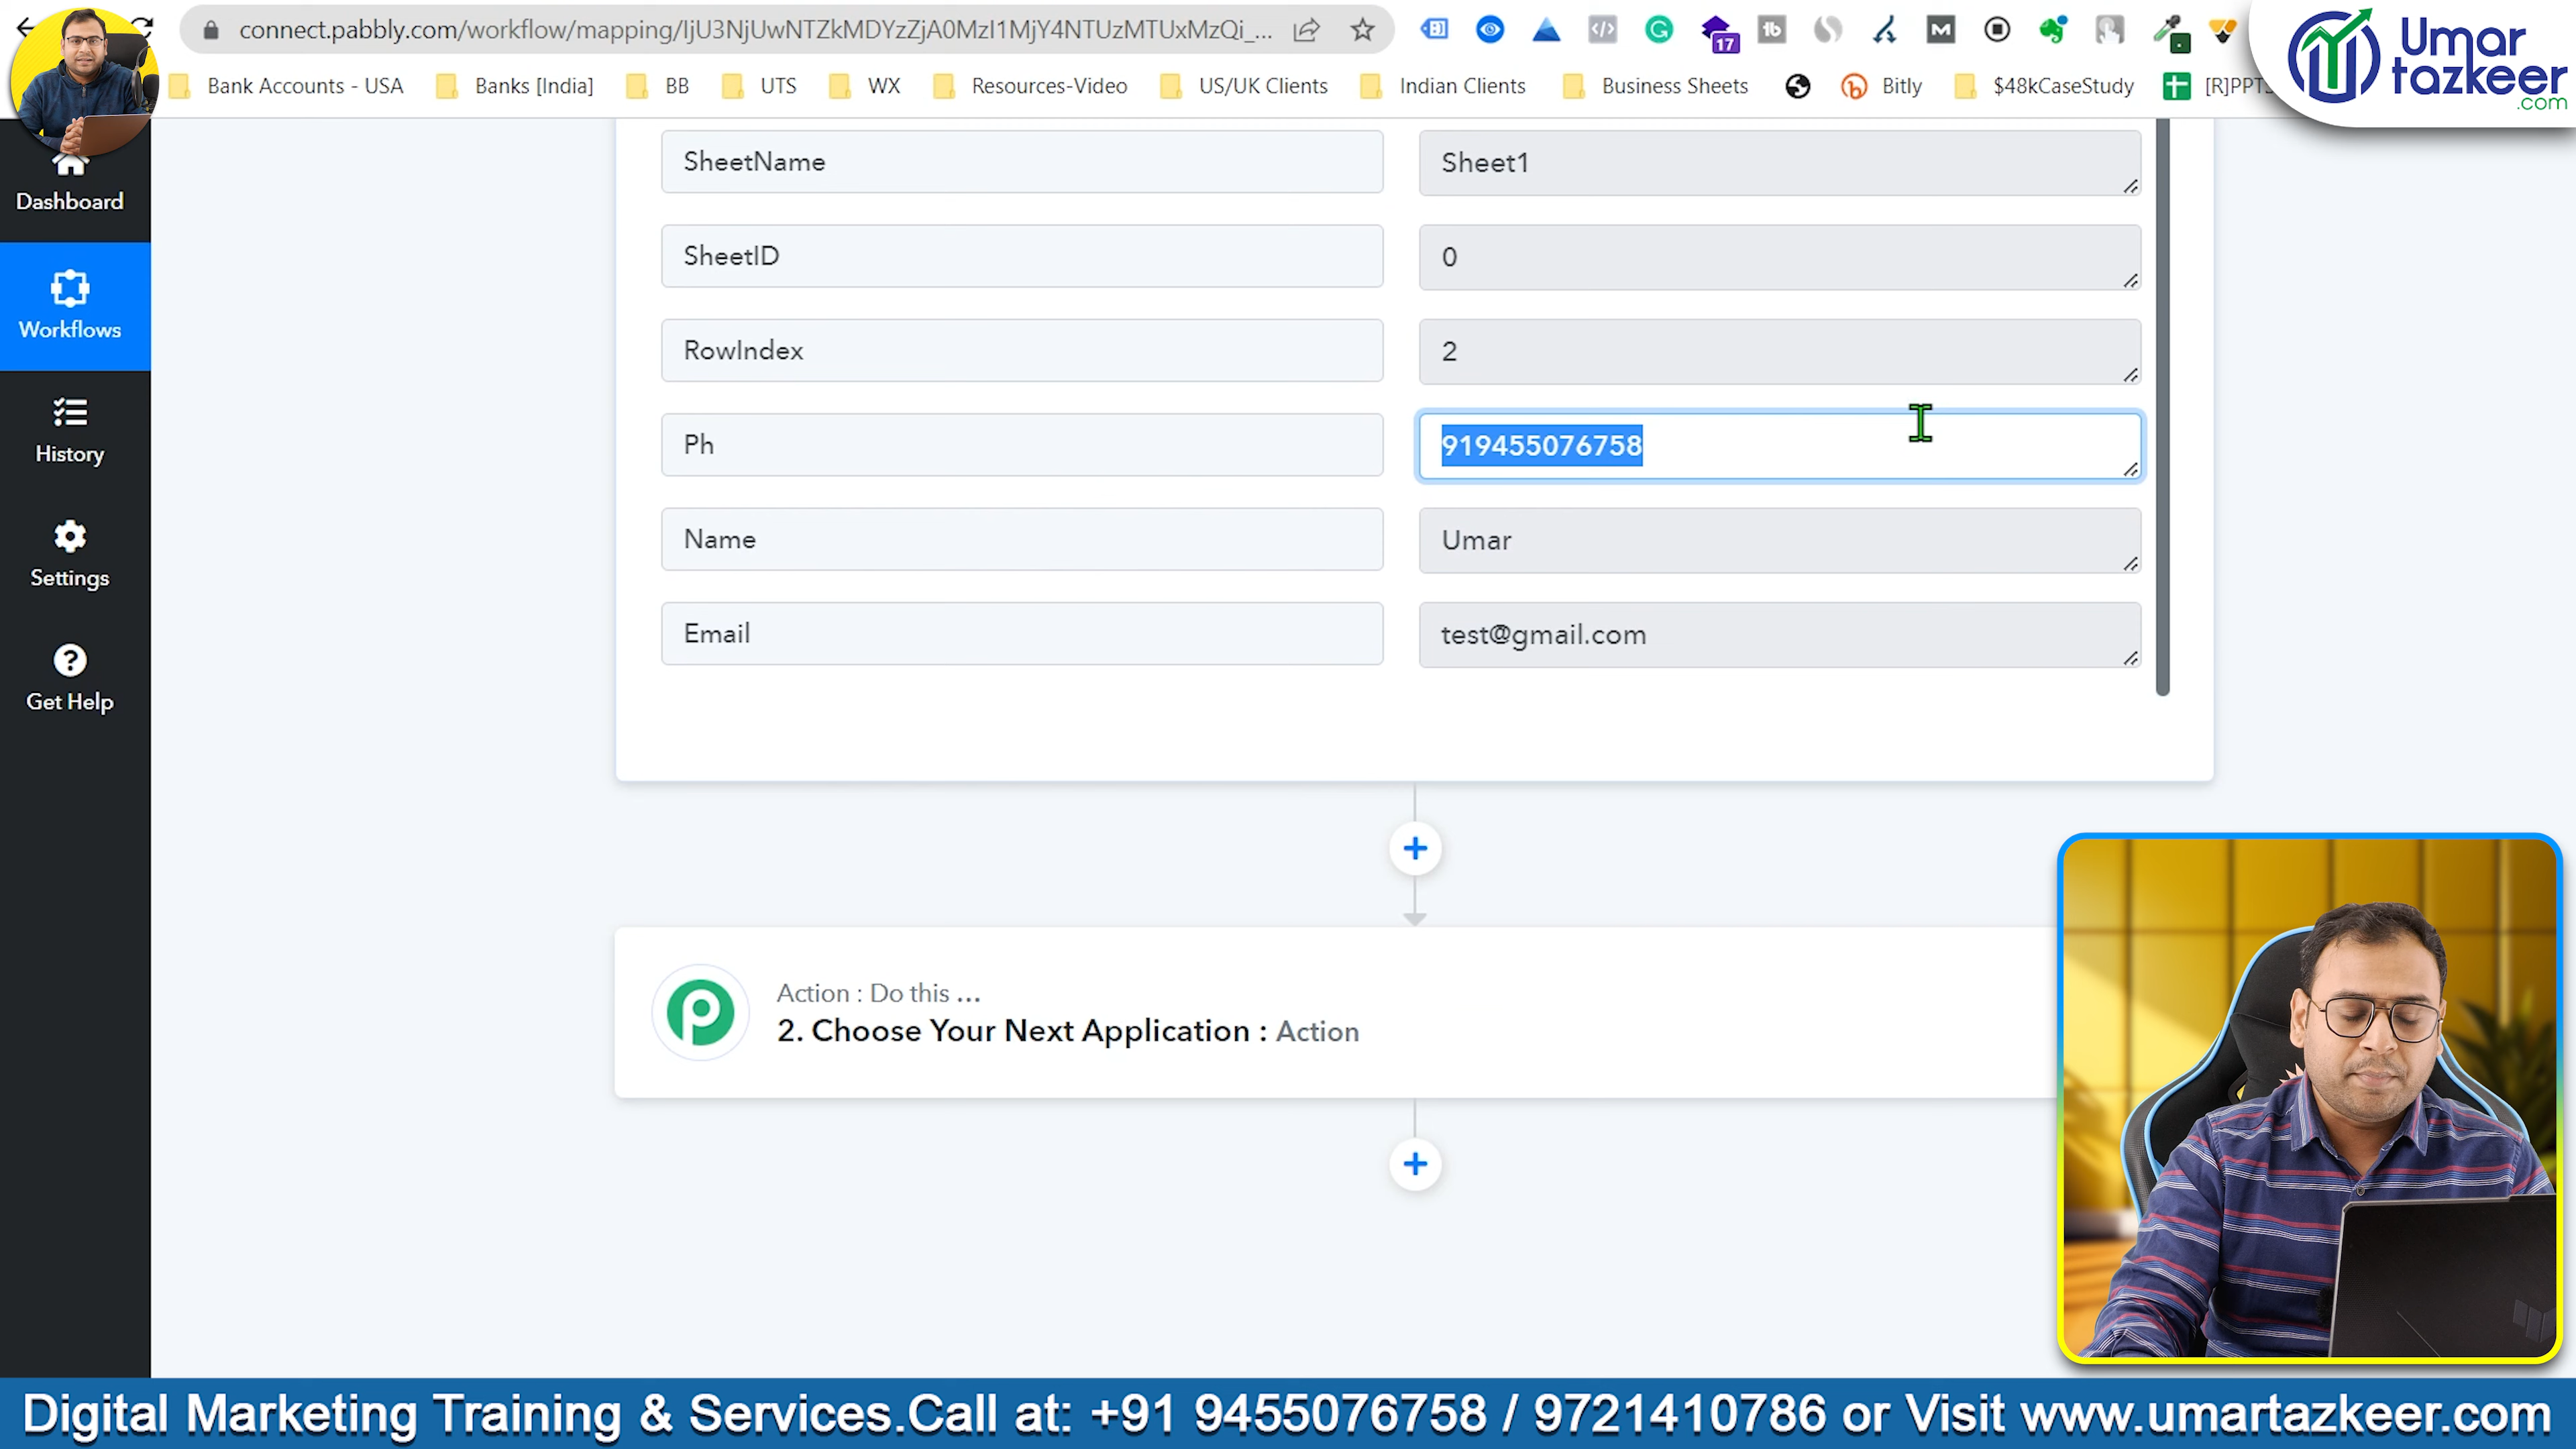 connect.pabbly.com/workflow/mapping/IjU3NjUwNTZkMDYzZjA0MzI1MjY4NTUzMTUxMzQi_...
17
Umar
tazkeer
.com
Bank Accounts - USA
Banks [India]
BB
UTS
WX
Resources-Video
US/UK Clients
Indian Clients
Business Sheets
Bitly
$48kCaseStudy
Dashboard
Workflows
History
Settings
Get Help
SheetName
Sheet1
SheetID
0
RowIndex
2
Ph
919455076758
Name
Umar
Email
test@gmail.com
Action : Do this ...
2. Choose Your Next Application : Action
Digital Marketing Training & Services.Call at: +91 9455076758 / 9721410786 or Visit www.umartazkeer.com